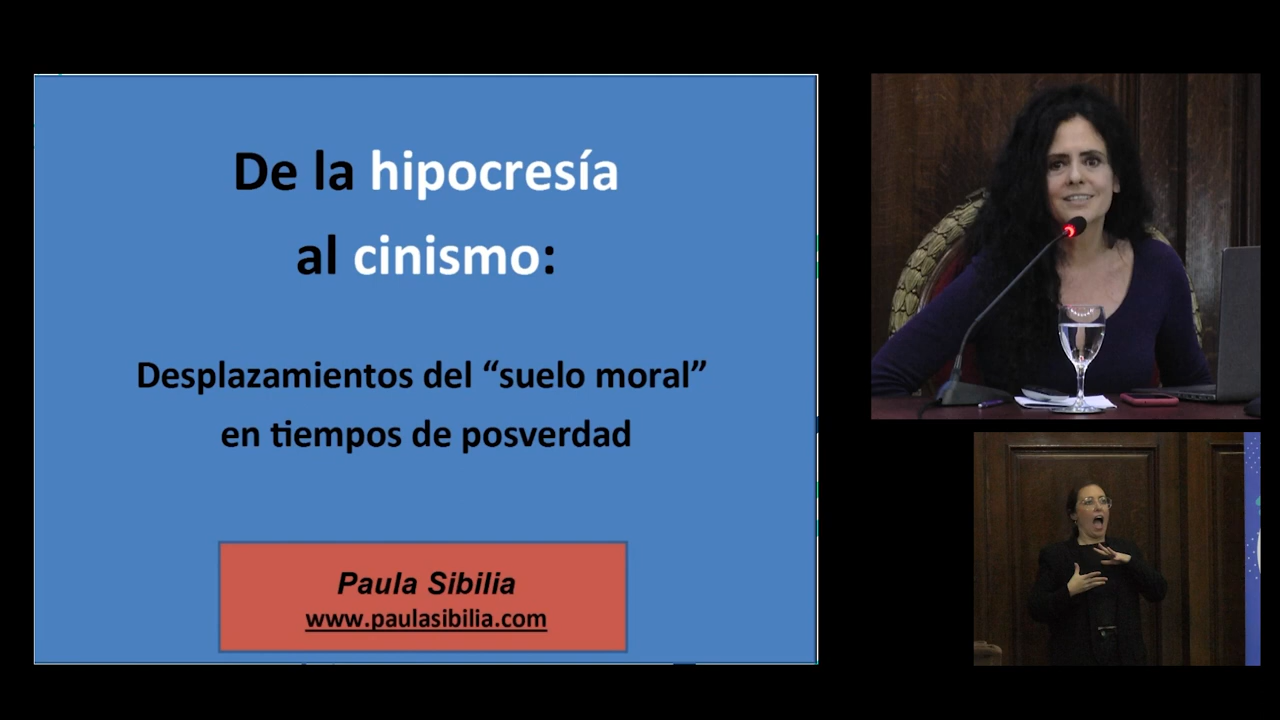 De la hipocresía
al cinismo:
Desplazamientos del “suelo moral”
en tiempos de posverdad
Paula Sibilia
www.paulasibilia.com